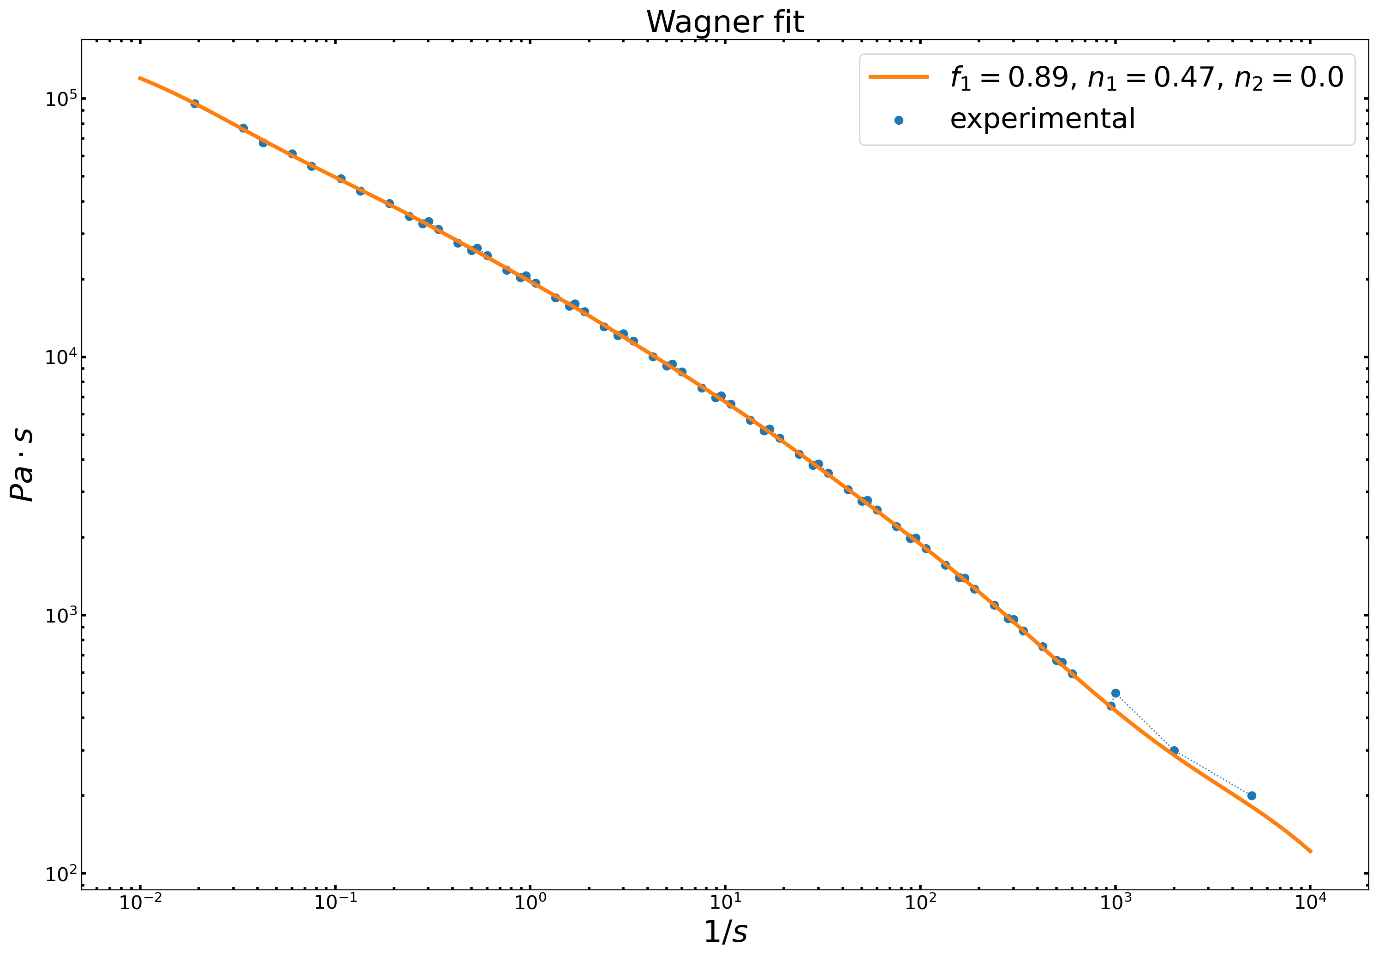 Wagner fit
f₁ = 0.89, n₁ = 0.47, n₂ = 0.0
experimental
10⁵
10⁴
10³
10²
Pa · s
10⁻² 10⁻¹ 10⁰ 10¹ 10² 10³ 10⁴
1/s